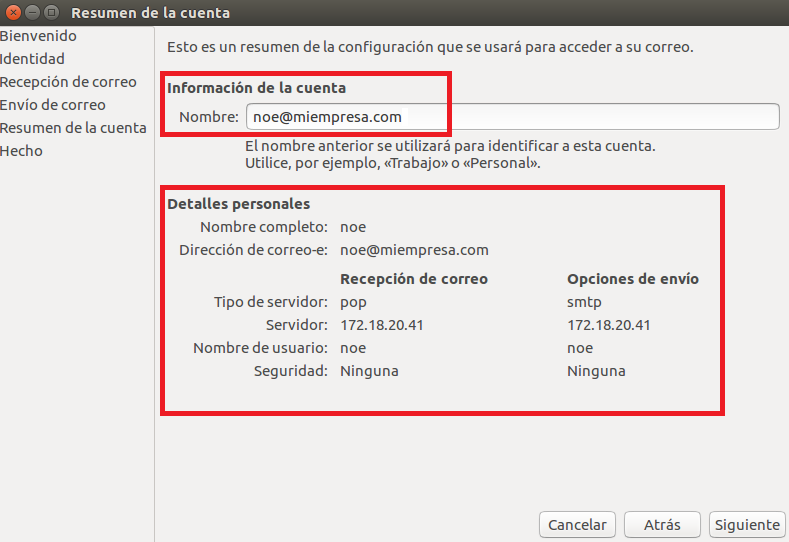 Resumen de la cuenta
Bienvenido
Identidad
Recepción de correo
Envío de correo
Resumen de la cuenta
Hecho
Esto es un resumen de la configuración que se usará para acceder a su correo.
Información de la cuenta
Nombre: noe@miempresa.com
El nombre anterior se utilizará para identificar a esta cuenta.
Utilice, por ejemplo, «Trabajo» o «Personal».
Detalles personales
Nombre completo: noe
Dirección de correo-e: noe@miempresa.com
Recepción de correo Opciones de envío
Tipo de servidor: pop smtp
Servidor: 172.18.20.41 172.18.20.41
Nombre de usuario: noe noe
Seguridad: Ninguna Ninguna
Cancelar Atrás Siguiente